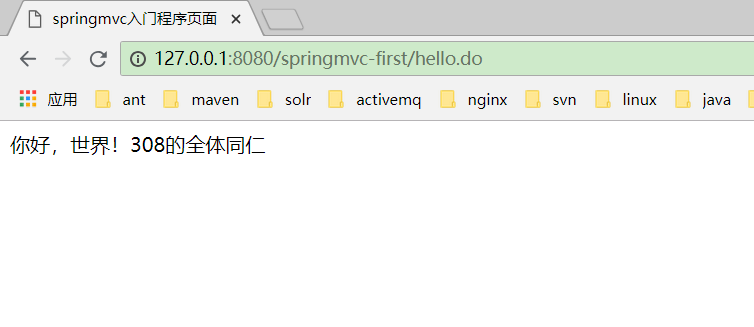 springmvc入门程序页面
127.0.0.1:8080/springmvc-first/hello.do
应用 ant maven solr activemq nginx svn linux java
你好，世界！308的全体同仁